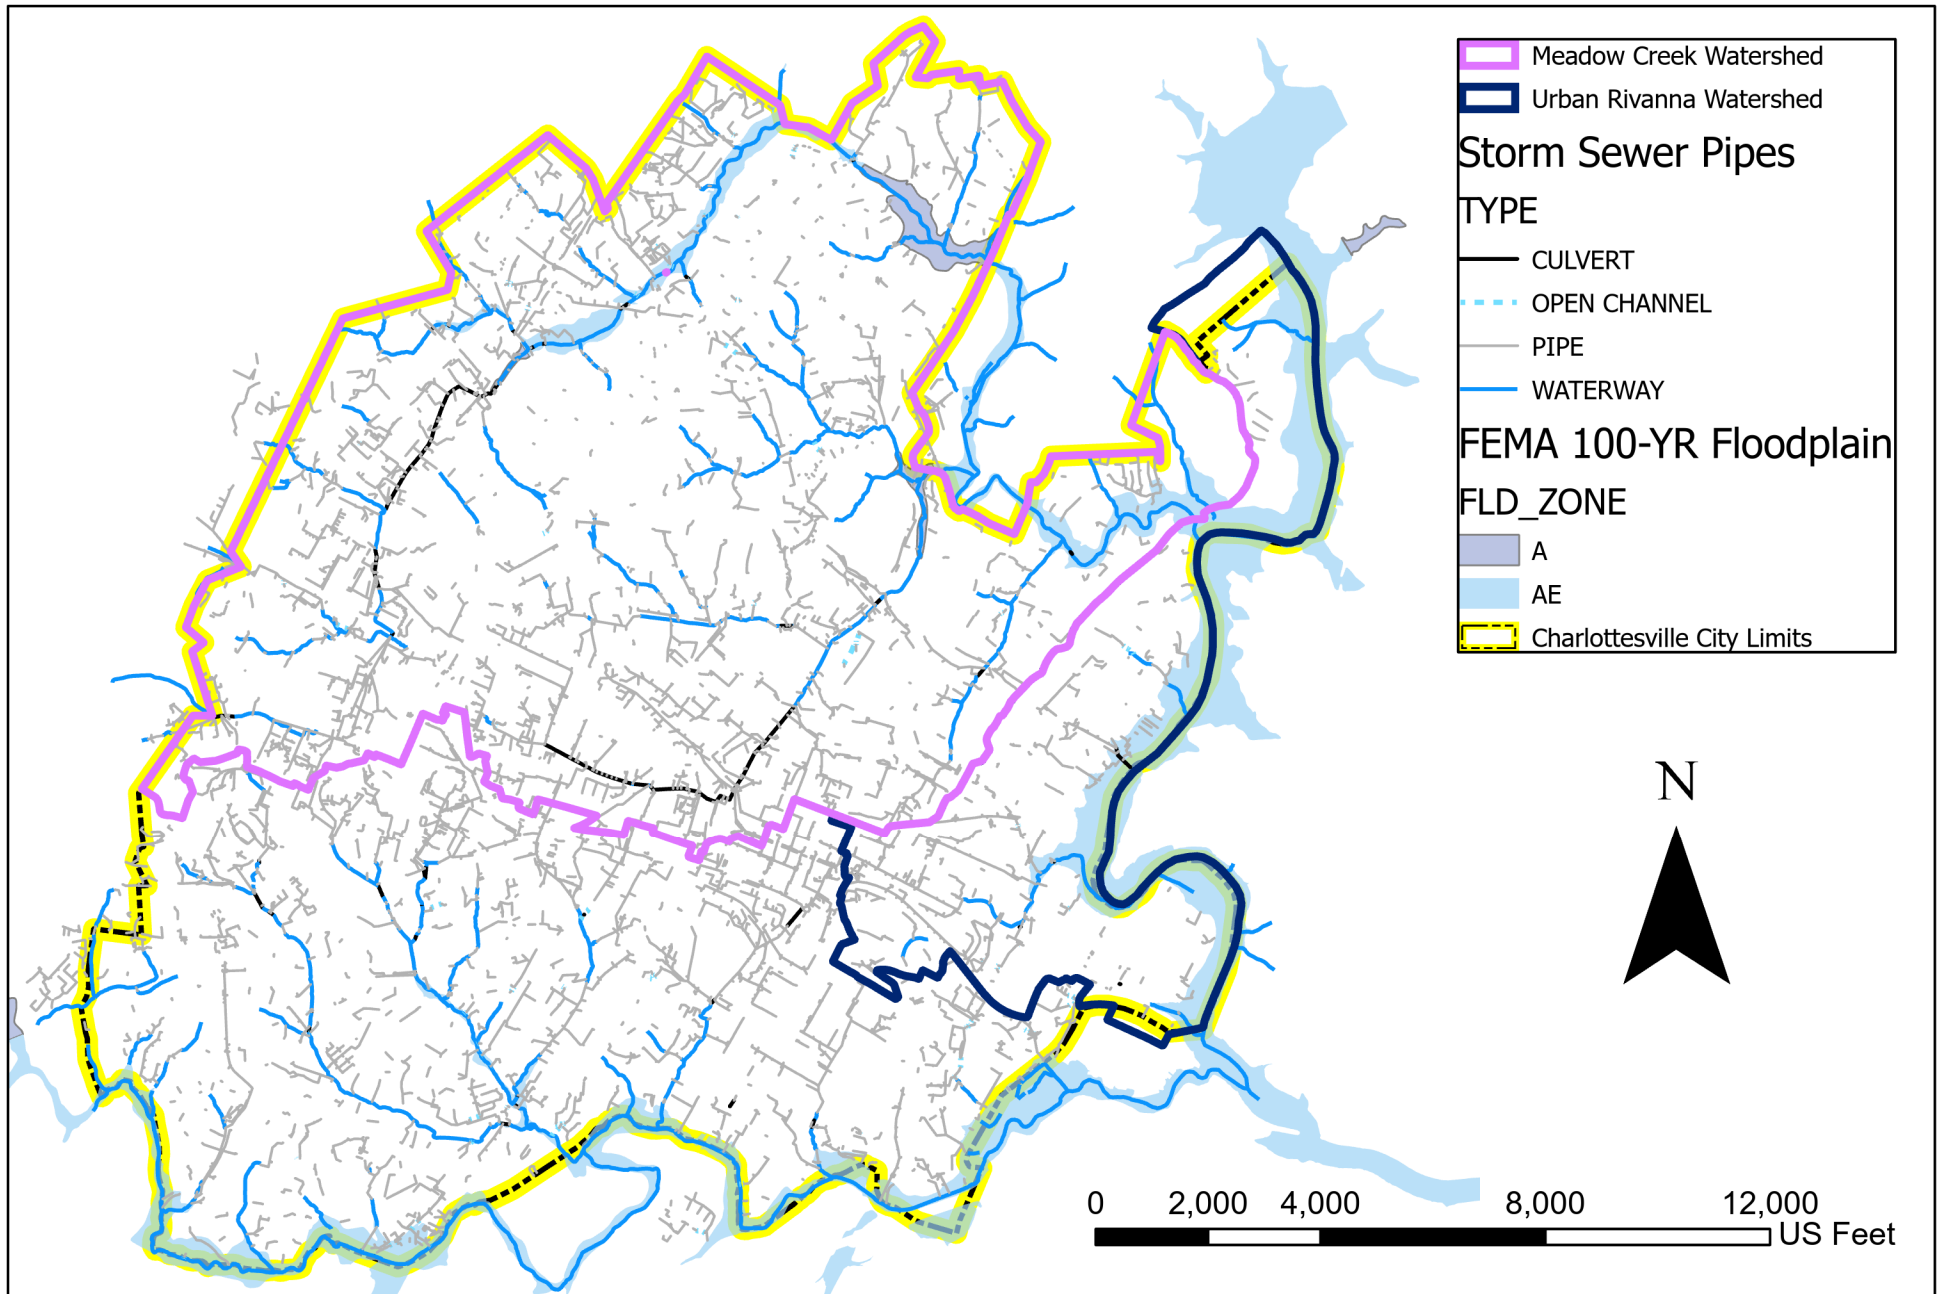 Meadow Creek Watershed
Urban Rivanna Watershed
Storm Sewer Pipes
TYPE
CULVERT
OPEN CHANNEL
PIPE
WATERWAY
FEMA 100-YR Floodplain
FLD_ZONE
A
AE
Charlottesville City Limits
N
0 2,000 4,000 8,000 12,000
US Feet